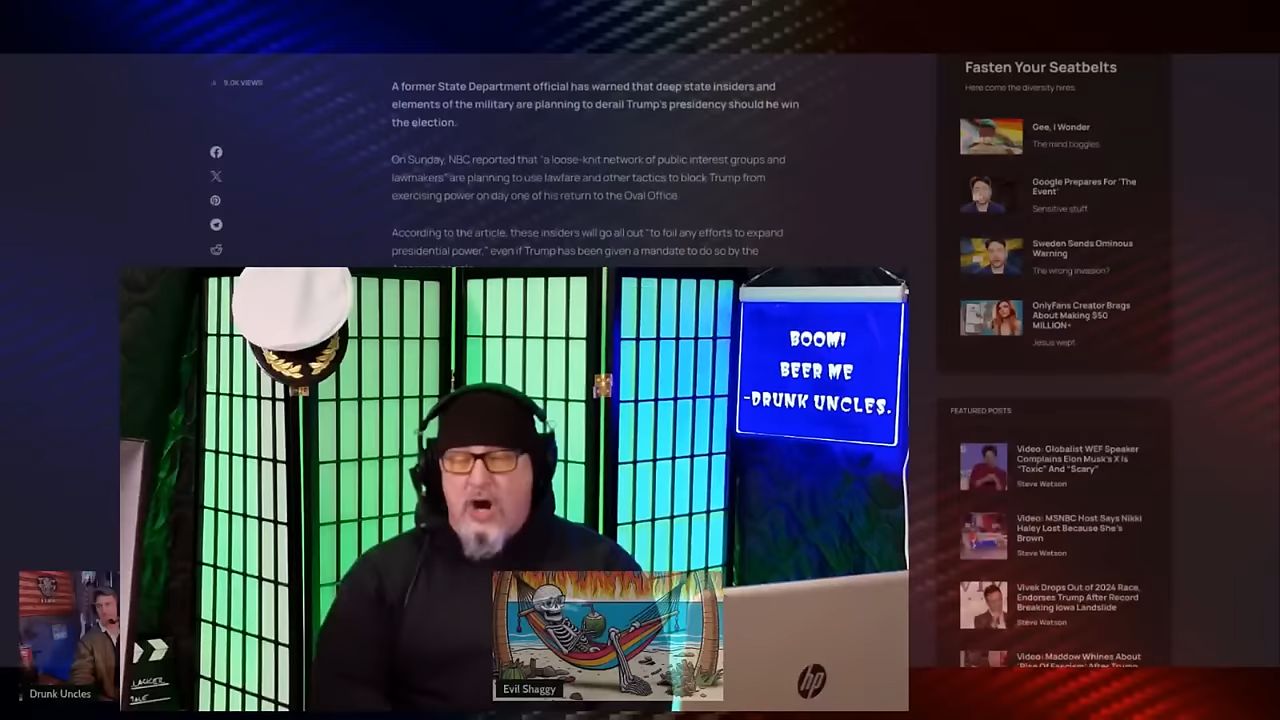 9.0K VIEWS
A former State Department official has warned that deep state insiders and
elements of the military are planning to derail Trump's presidency should he win
the election.
On Sunday, NBC reported that "a loose-knit network of public interest groups and
lawmakers" are planning to use lawfare and other tactics to block Trump from
exercising power on day one of his return to the Oval Office.
According to the article, these insiders will go all out "to foil any efforts to expand
presidential power," even if Trump has been given a mandate to do so by the
Fasten Your Seatbelts
Here come the diversity hires.
Gee, I Wonder
The mind boggles.
Google Prepares For 'The
Event'
Sensitive stuff.
Sweden Sends Ominous
Warning
The wrong invasion?
OnlyFans Creator Brags
About Making $50
MILLION+
Jesus wept.
FEATURED POSTS
Video: Globalist WEF Speaker
Complains Elon Musk's X Is
"Toxic" And "Scary"
Steve Watson
Video: MSNBC Host Says Nikki
Haley Lost Because She's
Brown
Steve Watson
Vivek Drops Out of 2024 Race,
Endorses Trump After Record
Breaking Iowa Landslide
Steve Watson
Video: Maddow Whines About
'Rise Of Fascism' After Trump
BOOM!
BEER ME
-DRUNK UNCLES.
Drunk Uncles
Evil Shaggy
hp